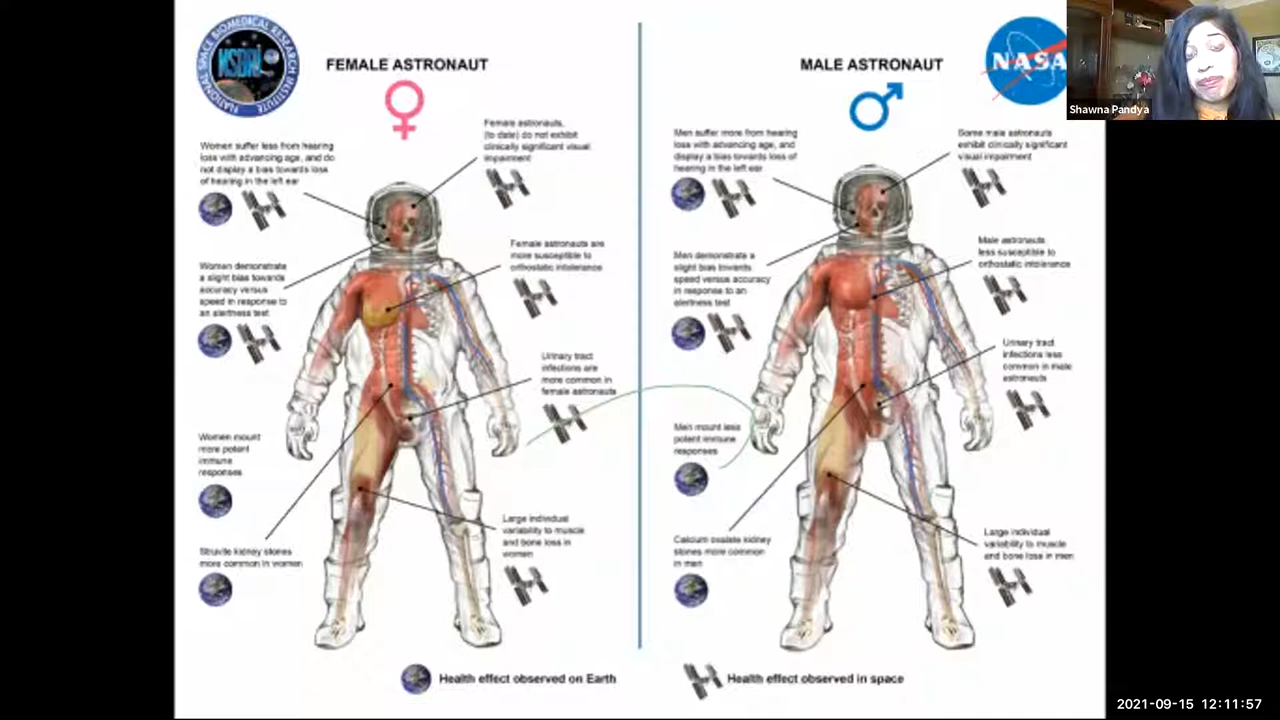 NATIONAL SPACE BIOMEDICAL RESEARCH INSTITUTE
NSBRI
FEMALE ASTRONAUT
Women suffer less from hearing
loss with advancing age, and do
not display a bias towards loss
of hearing in the left ear
Female astronauts,
(to date) do not exhibit
clinically significant visual
impairment
Women demonstrate
a slight bias towards
accuracy versus
speed in response to
an alertness test
Female astronauts are
more susceptible to
orthostatic intolerance
Urinary tract
infections are
more common in
female astronauts
Women mount
more potent
immune
responses
Struvite kidney stones
more common in women
Large individual
variability to muscle
and bone loss in
women
MALE ASTRONAUT
NASA
Shawna Pandya
Men suffer more from hearing
loss with advancing age, and
display a bias towards loss of
hearing in the left ear
Some male astronauts
exhibit clinically significant
visual impairment
Men demonstrate a
slight bias towards
speed versus accuracy
in response to an
alertness test
Male astronauts
less susceptible to
orthostatic intolerance
Urinary tract
infections less
common in male
astronauts
Men mount less
potent immune
responses
Calcium oxalate kidney
stones more common
in men
Large individual
variability to muscle
and bone loss in men
Health effect observed on Earth
Health effect observed in space
2021-09-15 12:11:57